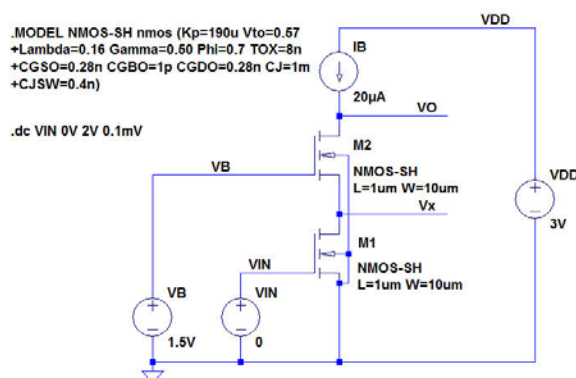 .MODEL NMOS-SH nmos (Kp=190u Vto=0.57
+Lambda=0.16 Gamma=0.50 Phi=0.7 TOX=8n
+CGSO=0.28n CGBO=1p CGDO=0.28n CJ=1m
+CJSW=0.4n)
.dc VIN 0V 2V 0.1mV
VDD
IB
20µA
VO
M2
NMOS-SH
L=1um W=10um
VB
Vx
VDD
3V
M1
NMOS-SH
L=1um W=10um
VIN
VB
1.5V
VIN
0